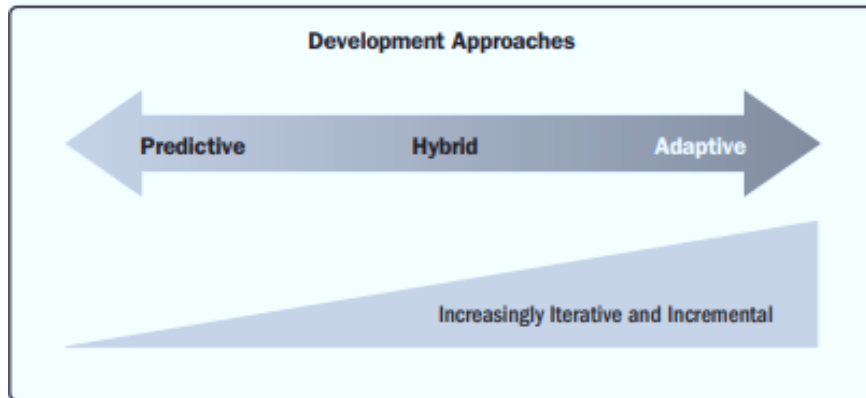 Development Approaches
Predictive Hybrid Adaptive
Increasingly Iterative and Incremental